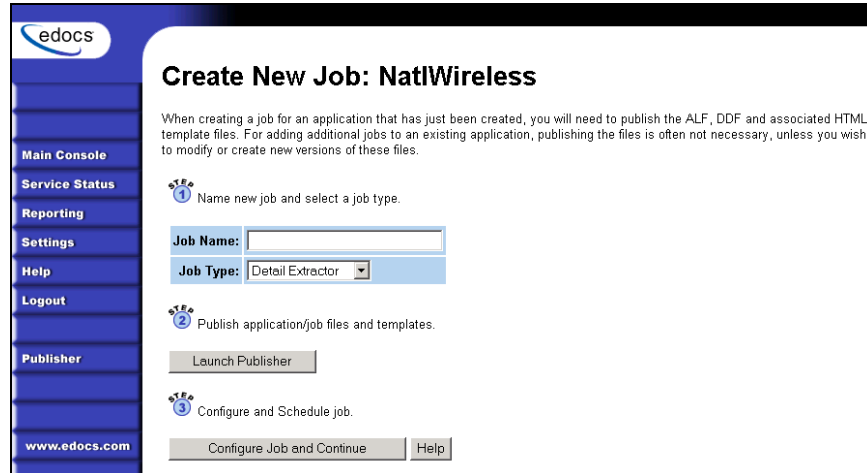 edocs
Create New Job: NatlWireless
When creating a job for an application that has just been created, you will need to publish the ALF, DDF and associated HTML
template files. For adding additional jobs to an existing application, publishing the files is often not necessary, unless you wish
to modify or create new versions of these files.
Main Console
Service Status
Reporting
Settings
Help
Logout
Publisher
www.edocs.com
STEP 1 Name new job and select a job type.
Job Name:
Job Type: Detail Extractor
STEP 2 Publish application/job files and templates.
Launch Publisher
STEP 3 Configure and Schedule job.
Configure Job and Continue Help